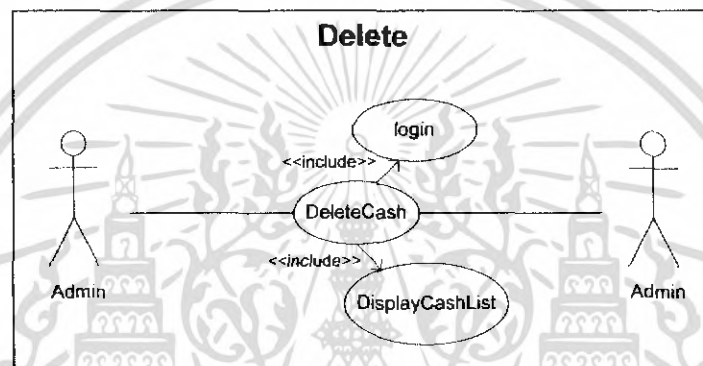 Delete
login
<<include>>
DeleteCash
<<include>>
Admin
DisplayCashList
Admin